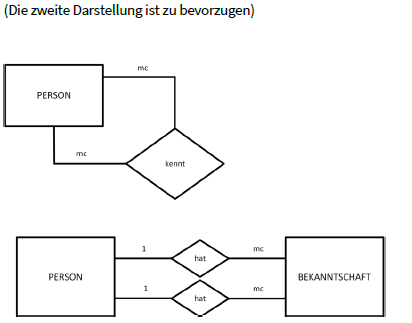 (Die zweite Darstellung ist zu bevorzugen)
mc
PERSON
mc
kennt
1
mc
hat
PERSON
BEKANNTSCHAFT
1
mc
hat